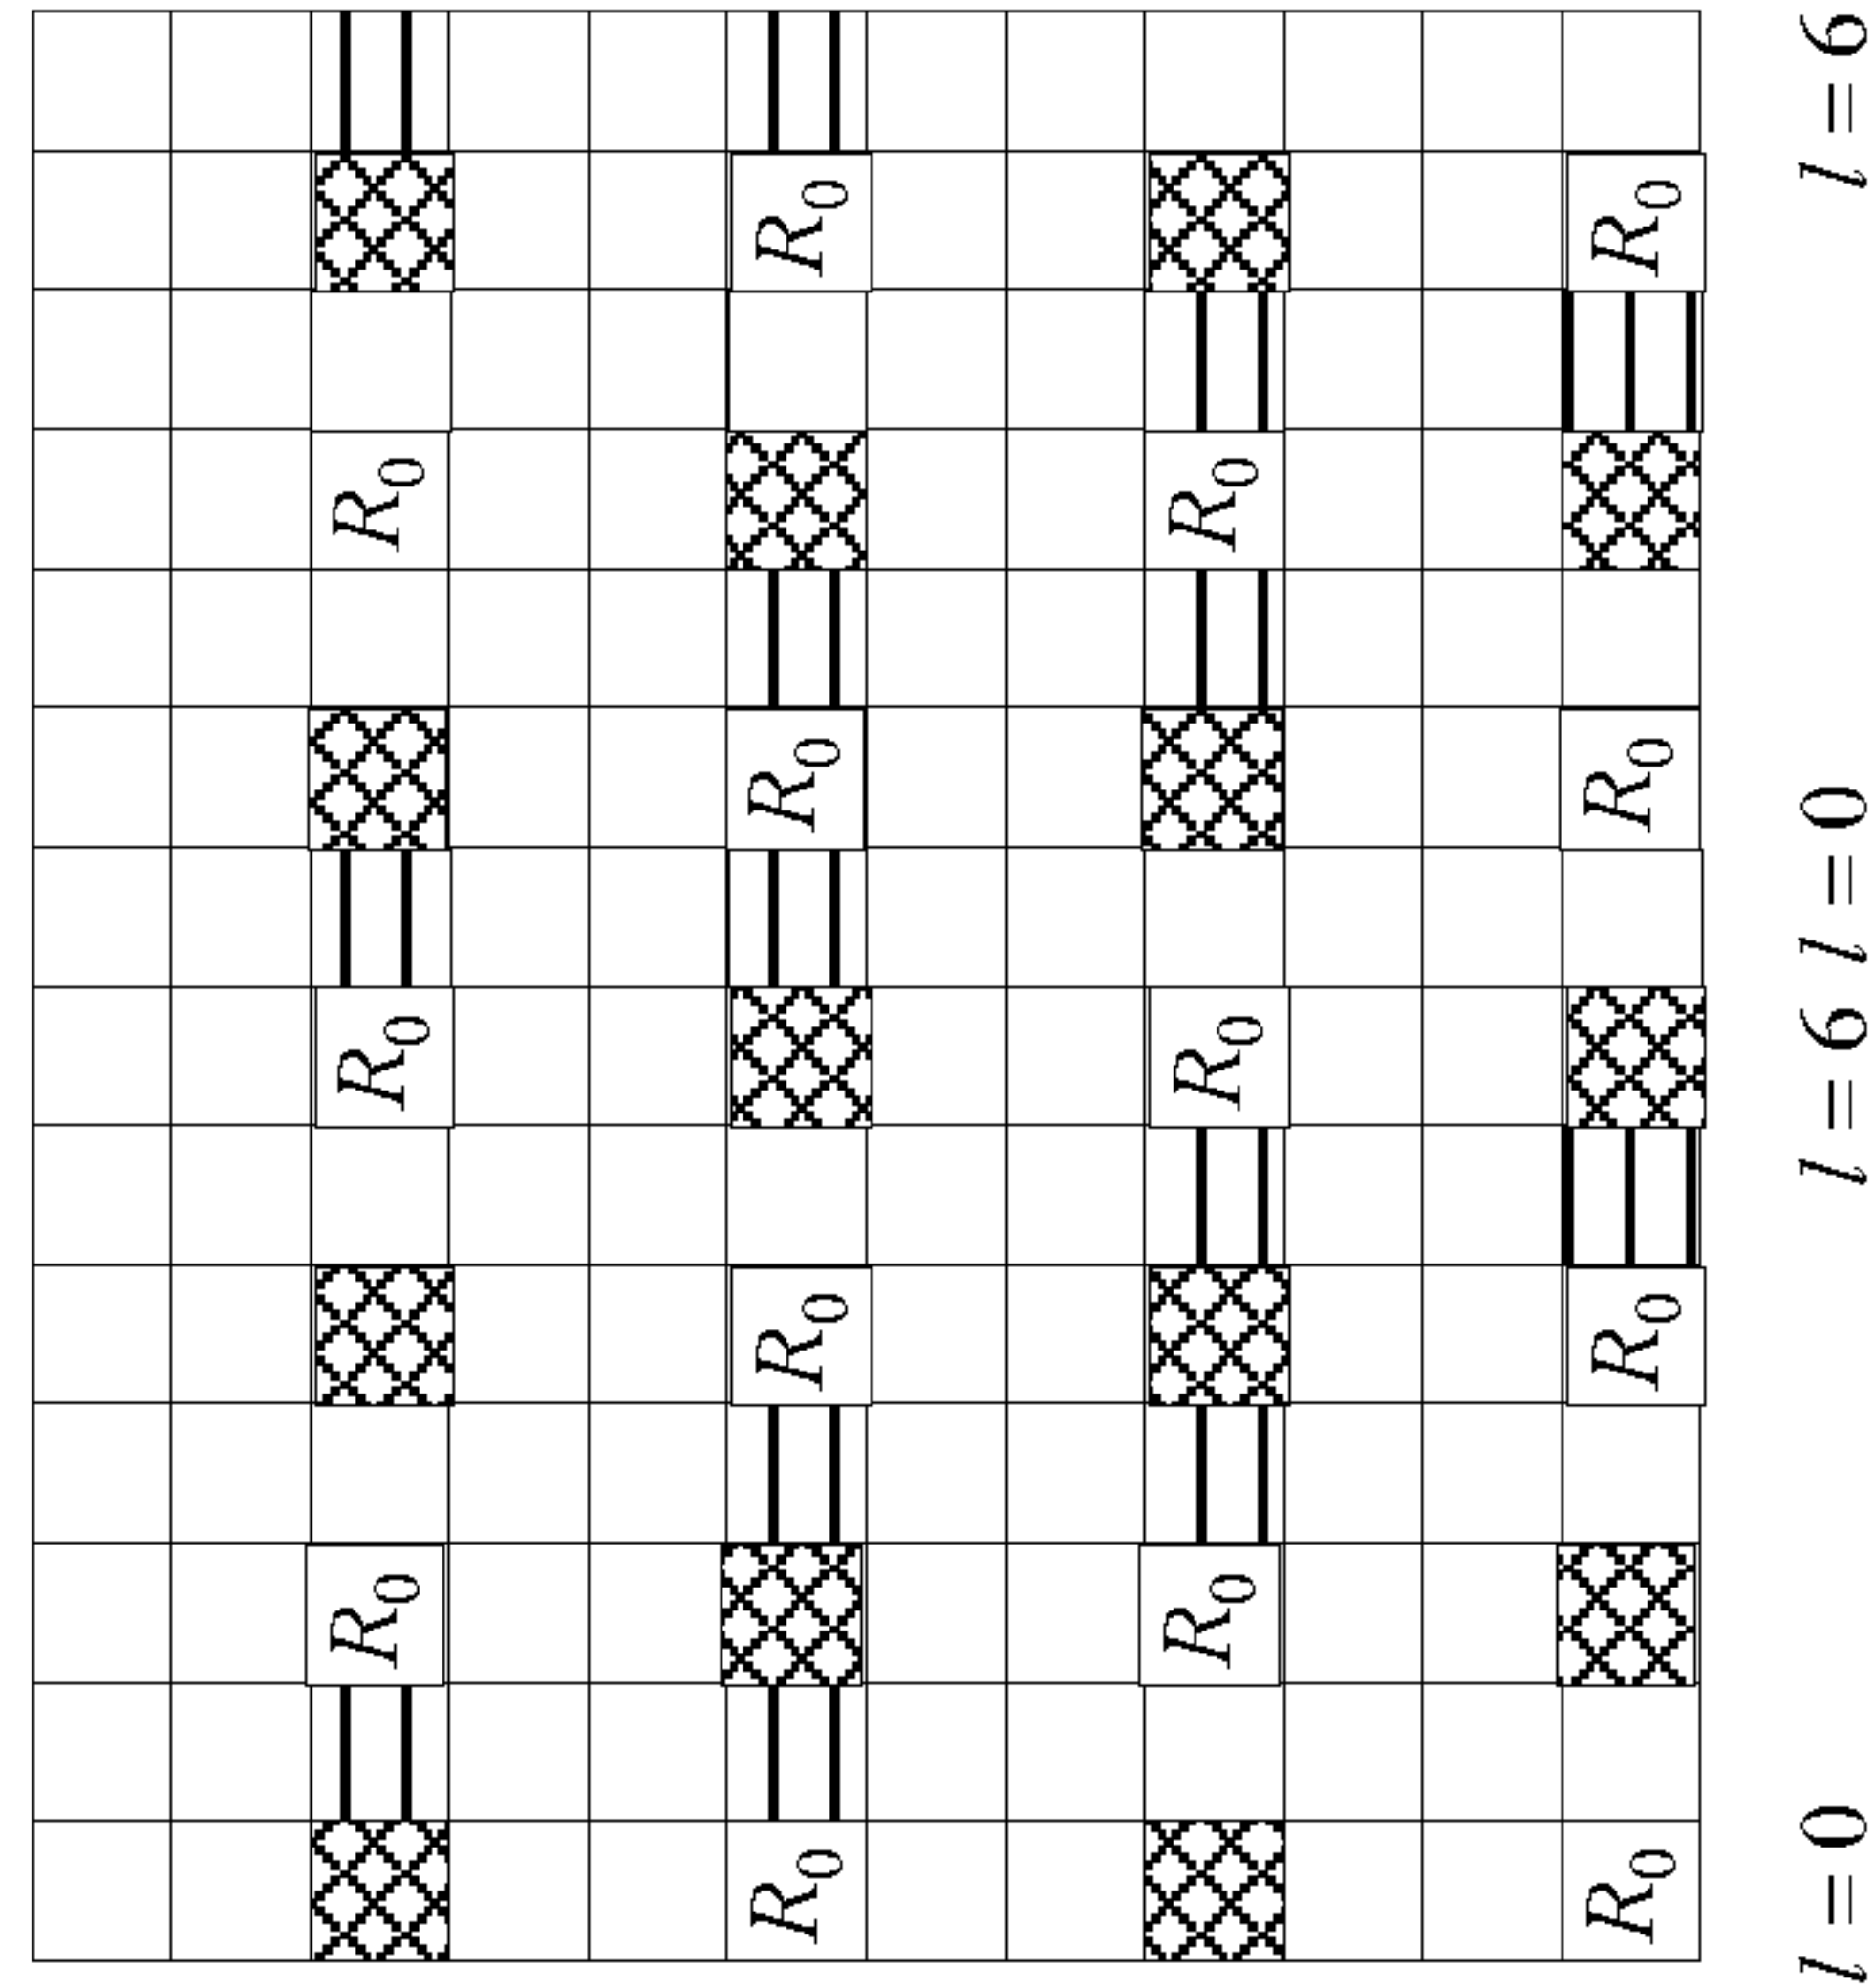 R₀ R₀ R₀
R₀ R₀ R₀ R₀
R₀ R₀ R₀
R₀ R₀ R₀ R₀
l = 0 l = 6 l = 0 l = 6